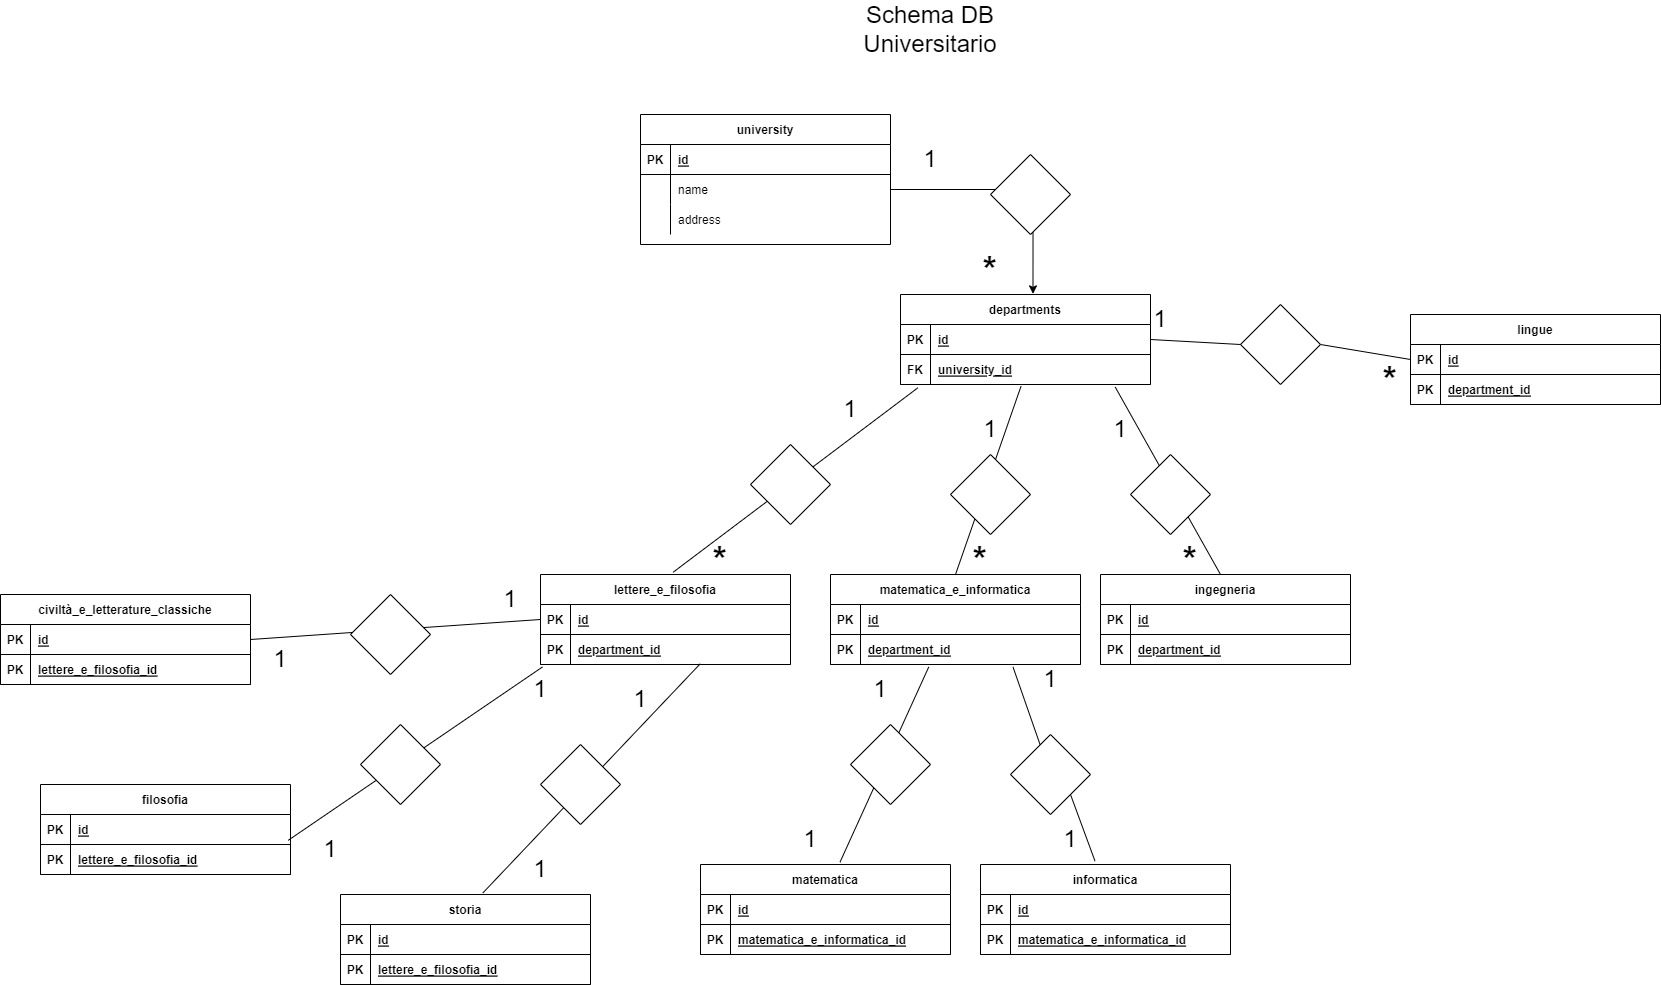 Schema DB
Universitario
university
PK id
name
address
1
*
departments
PK id
FK university_id
1
*
lingue
PK id
PK department_id
1
*
1
*
1
*
lettere_e_filosofia
PK id
PK department_id
matematica_e_informatica
PK id
PK department_id
ingegneria
PK id
PK department_id
civiltà_e_letterature_classiche
PK id
PK lettere_e_filosofia_id
1
1
1
1
filosofia
PK id
PK lettere_e_filosofia_id
1
1
storia
PK id
PK lettere_e_filosofia_id
1
1
matematica
PK id
PK matematica_e_informatica_id
1
1
informatica
PK id
PK matematica_e_informatica_id